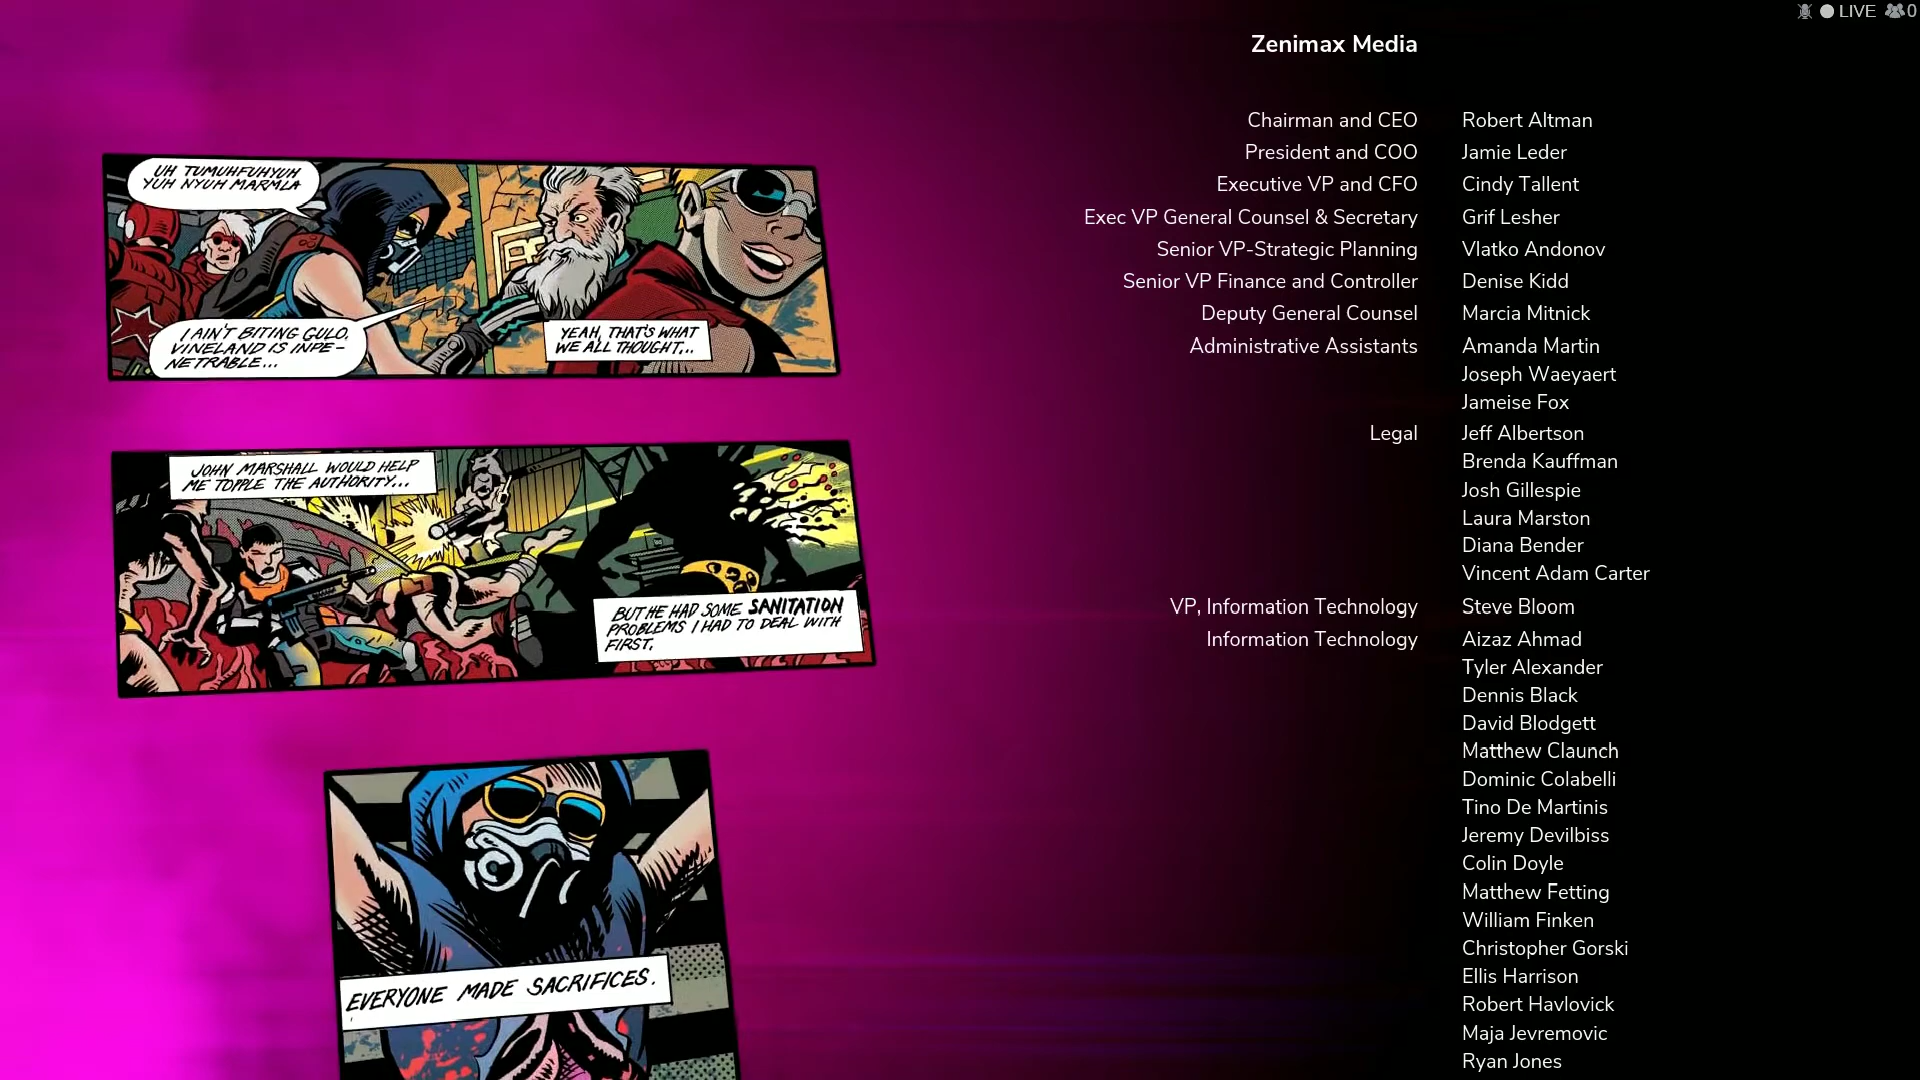 LIVE 0
UH TUMUHFUHYUH
YUH NYUH MARMLA
I AIN'T BITING GULO.
VINELAND IS INPE-
NETRABLE...
YEAH, THAT'S WHAT
WE ALL THOUGHT...
JOHN MARSHALL WOULD HELP
ME TOPPLE THE AUTHORITY...
BUT HE HAD SOME SANITATION
PROBLEMS I HAD TO DEAL WITH
FIRST.
EVERYONE MADE SACRIFICES.
Zenimax Media
Chairman and CEO Robert Altman
President and COO Jamie Leder
Executive VP and CFO Cindy Tallent
Exec VP General Counsel & Secretary Grif Lesher
Senior VP-Strategic Planning Vlatko Andonov
Senior VP Finance and Controller Denise Kidd
Deputy General Counsel Marcia Mitnick
Administrative Assistants Amanda Martin
Joseph Waeyaert
Jameise Fox
Legal Jeff Albertson
Brenda Kauffman
Josh Gillespie
Laura Marston
Diana Bender
Vincent Adam Carter
VP, Information Technology Steve Bloom
Information Technology Aizaz Ahmad
Tyler Alexander
Dennis Black
David Blodgett
Matthew Claunch
Dominic Colabelli
Tino De Martinis
Jeremy Devilbiss
Colin Doyle
Matthew Fetting
William Finken
Christopher Gorski
Ellis Harrison
Robert Havlovick
Maja Jevremovic
Ryan Jones